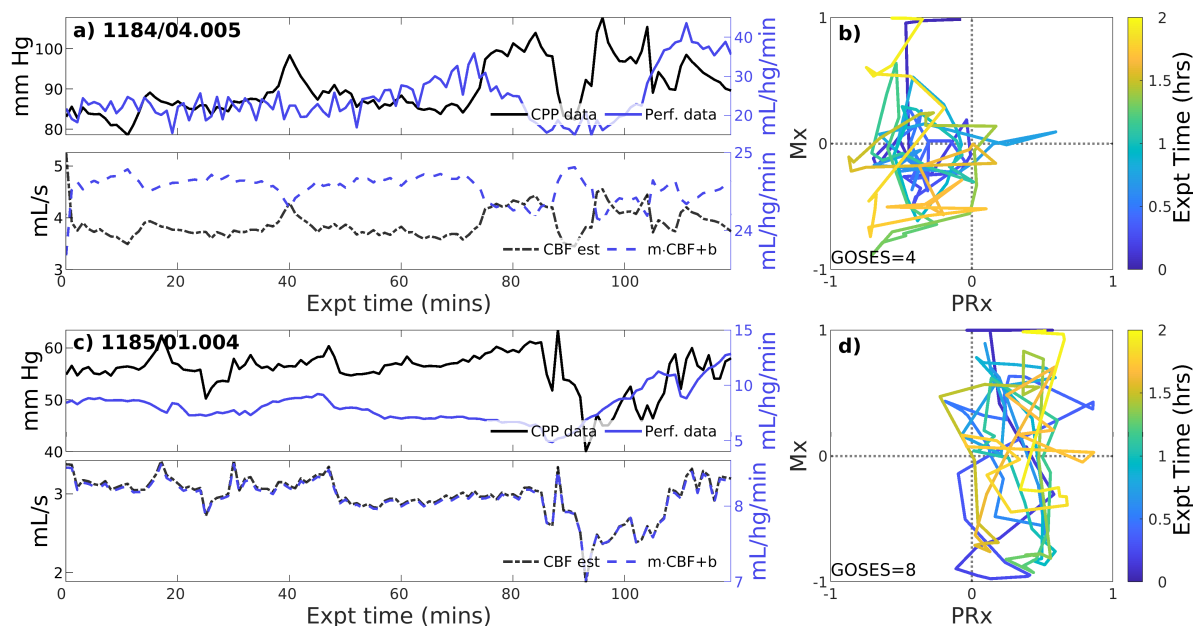 a) 1184/04.005
mm Hg
100
90
80
40
30
20
mL/hg/min
CPP data
Perf. data
mL/s
5
4
3
25
24
mL/hg/min
CBF est
m·CBF+b
0
20
40
60
80
100
Expt time (mins)
b)
Mx
1
0
-1
GOSES=4
-1
0
1
PRx
2
1.5
1
0.5
0
Expt Time (hrs)
c) 1185/01.004
mm Hg
60
50
40
15
10
5
mL/hg/min
CPP data
Perf. data
mL/s
3
2
8
7
mL/hg/min
CBF est
m·CBF+b
0
20
40
60
80
100
Expt time (mins)
d)
Mx
1
0
-1
GOSES=8
-1
0
1
PRx
2
1.5
1
0.5
0
Expt Time (hrs)